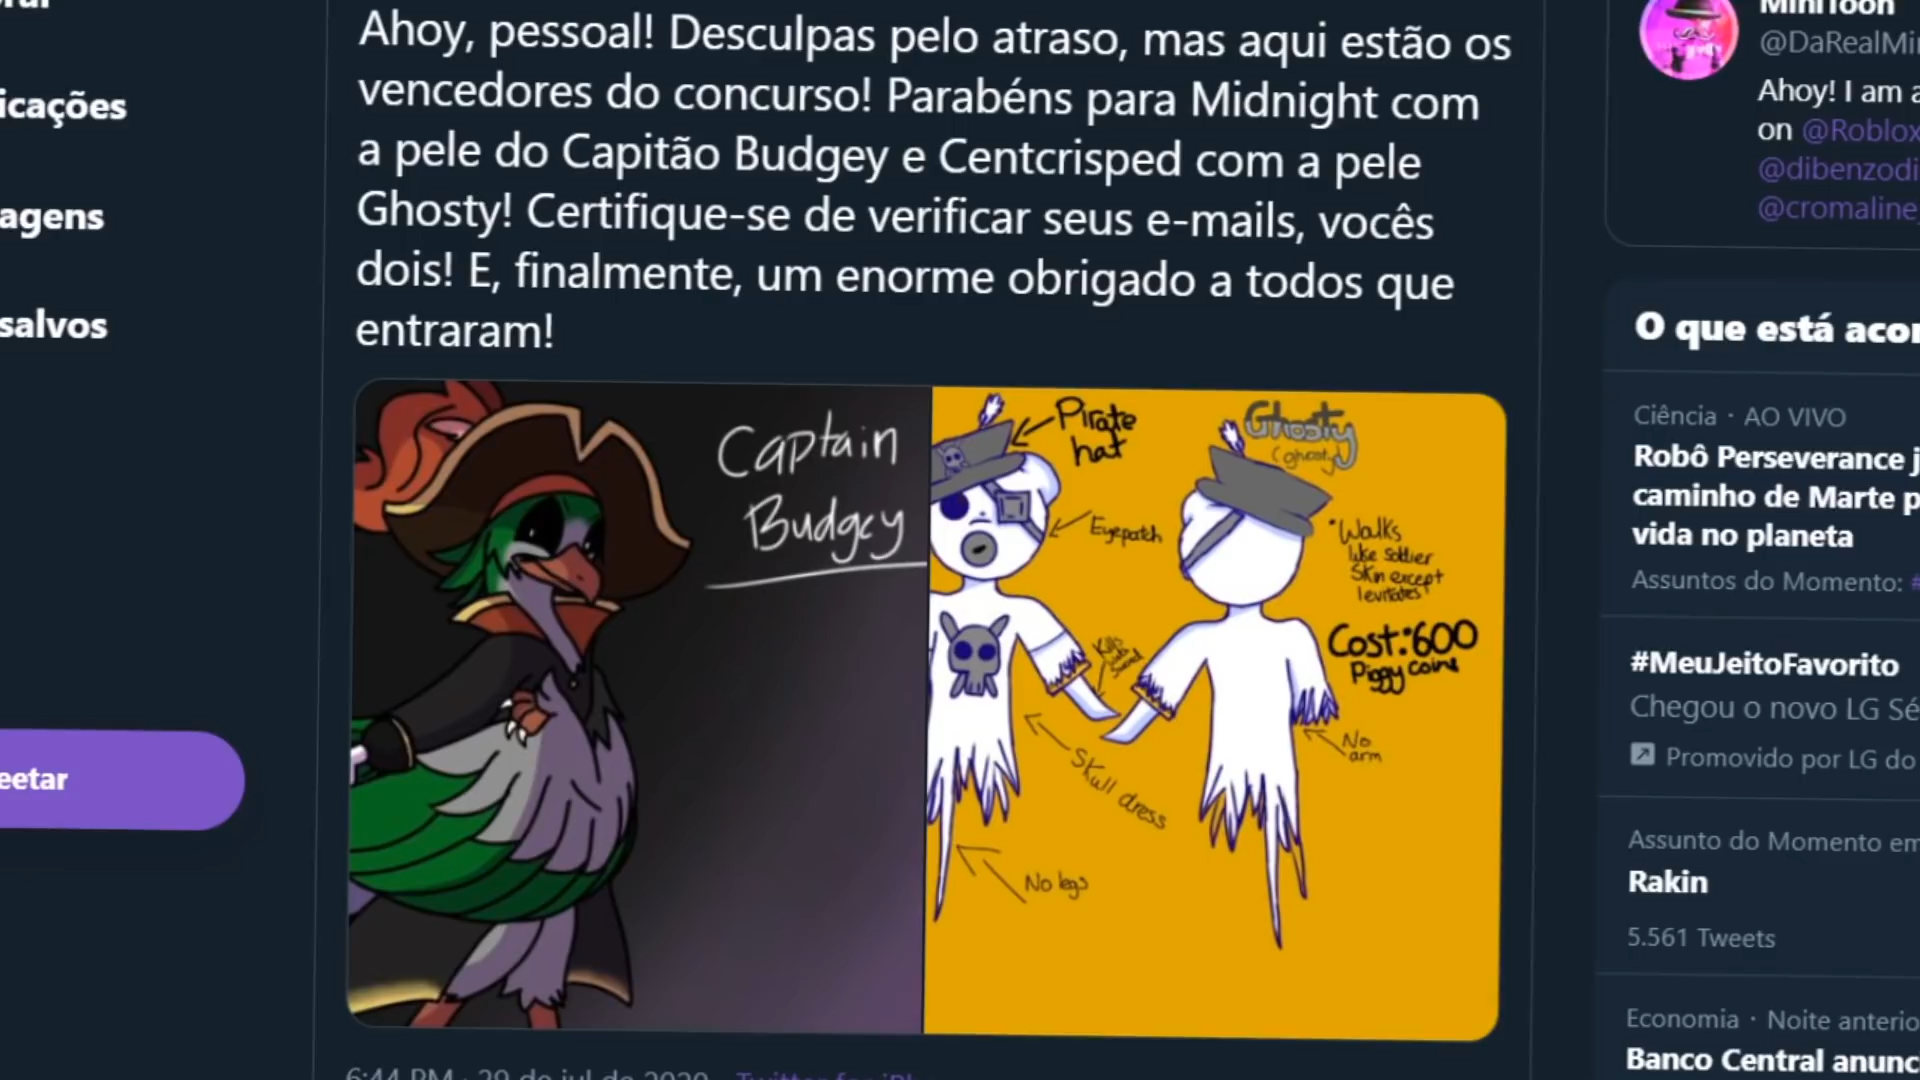 icações
agens
salvos
eetar
Ahoy, pessoal! Desculpas pelo atraso, mas aqui estão os
vencedores do concurso! Parabéns para Midnight com
a pele do Capitão Budgey e Centcrisped com a pele
Ghosty! Certifique-se de verificar seus e-mails, vocês
dois! E, finalmente, um enorme obrigado a todos que
entraram!
Captain
Budgey
Pirate
hat
Eyepatch
Skull dress
No legs
Ghosty
(ghost)
• Walks
like soldier
Skin except
levitates
Cost: 600
Piggy coins
No
arm
MiniToon
@DaRealMi
Ahoy! I am a
on @Roblox
@dibenzodi
@cromaline
O que está acon
Ciência · AO VIVO
Robô Perseverance j
caminho de Marte p
vida no planeta
Assuntos do Momento: #
#MeuJeitoFavorito
Chegou o novo LG Sé
Promovido por LG do
Assunto do Momento em
Rakin
5.561 Tweets
Economia · Noite anterio
Banco Central anunc